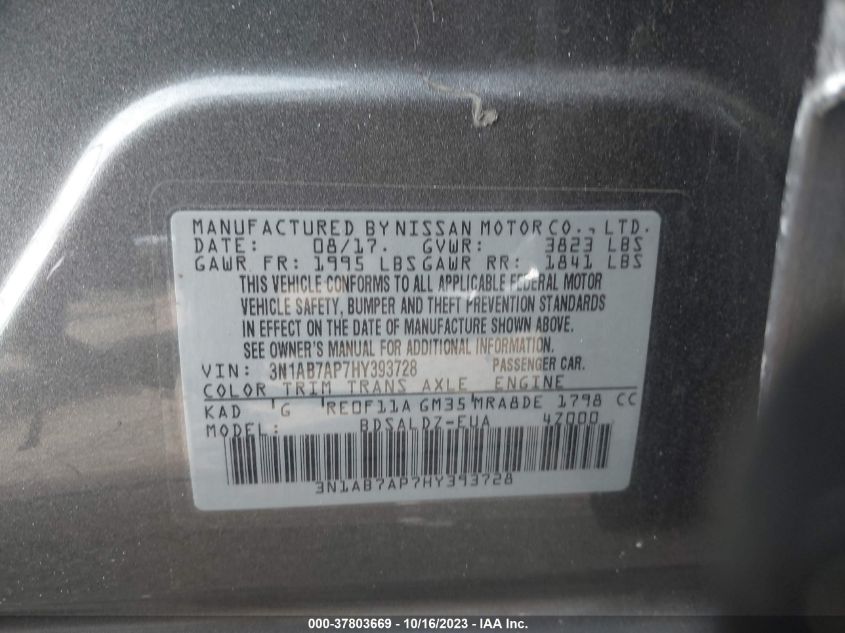 MANUFACTURED BY NISSAN MOTOR CO., LTD.
DATE: 08/17. GVWR: 3823 LBS
GAWR FR: 1995 LBS GAWR RR: 1841 LBS
THIS VEHICLE CONFORMS TO ALL APPLICABLE FEDERAL MOTOR
VEHICLE SAFETY, BUMPER AND THEFT PREVENTION STANDARDS
IN EFFECT ON THE DATE OF MANUFACTURE SHOWN ABOVE.
SEE OWNER'S MANUAL FOR ADDITIONAL INFORMATION.
VIN: 3N1AB7AP7HY393728 PASSENGER CAR.
COLOR TRIM TRANS AXLE ENGINE
KAD G RE0F11A GM35 MRA8DE 1798 CC
MODEL: BDSALDZ-EUA 4Z000
3N1AB7AP7HY393728
000-37803669 - 10/16/2023 - IAA Inc.